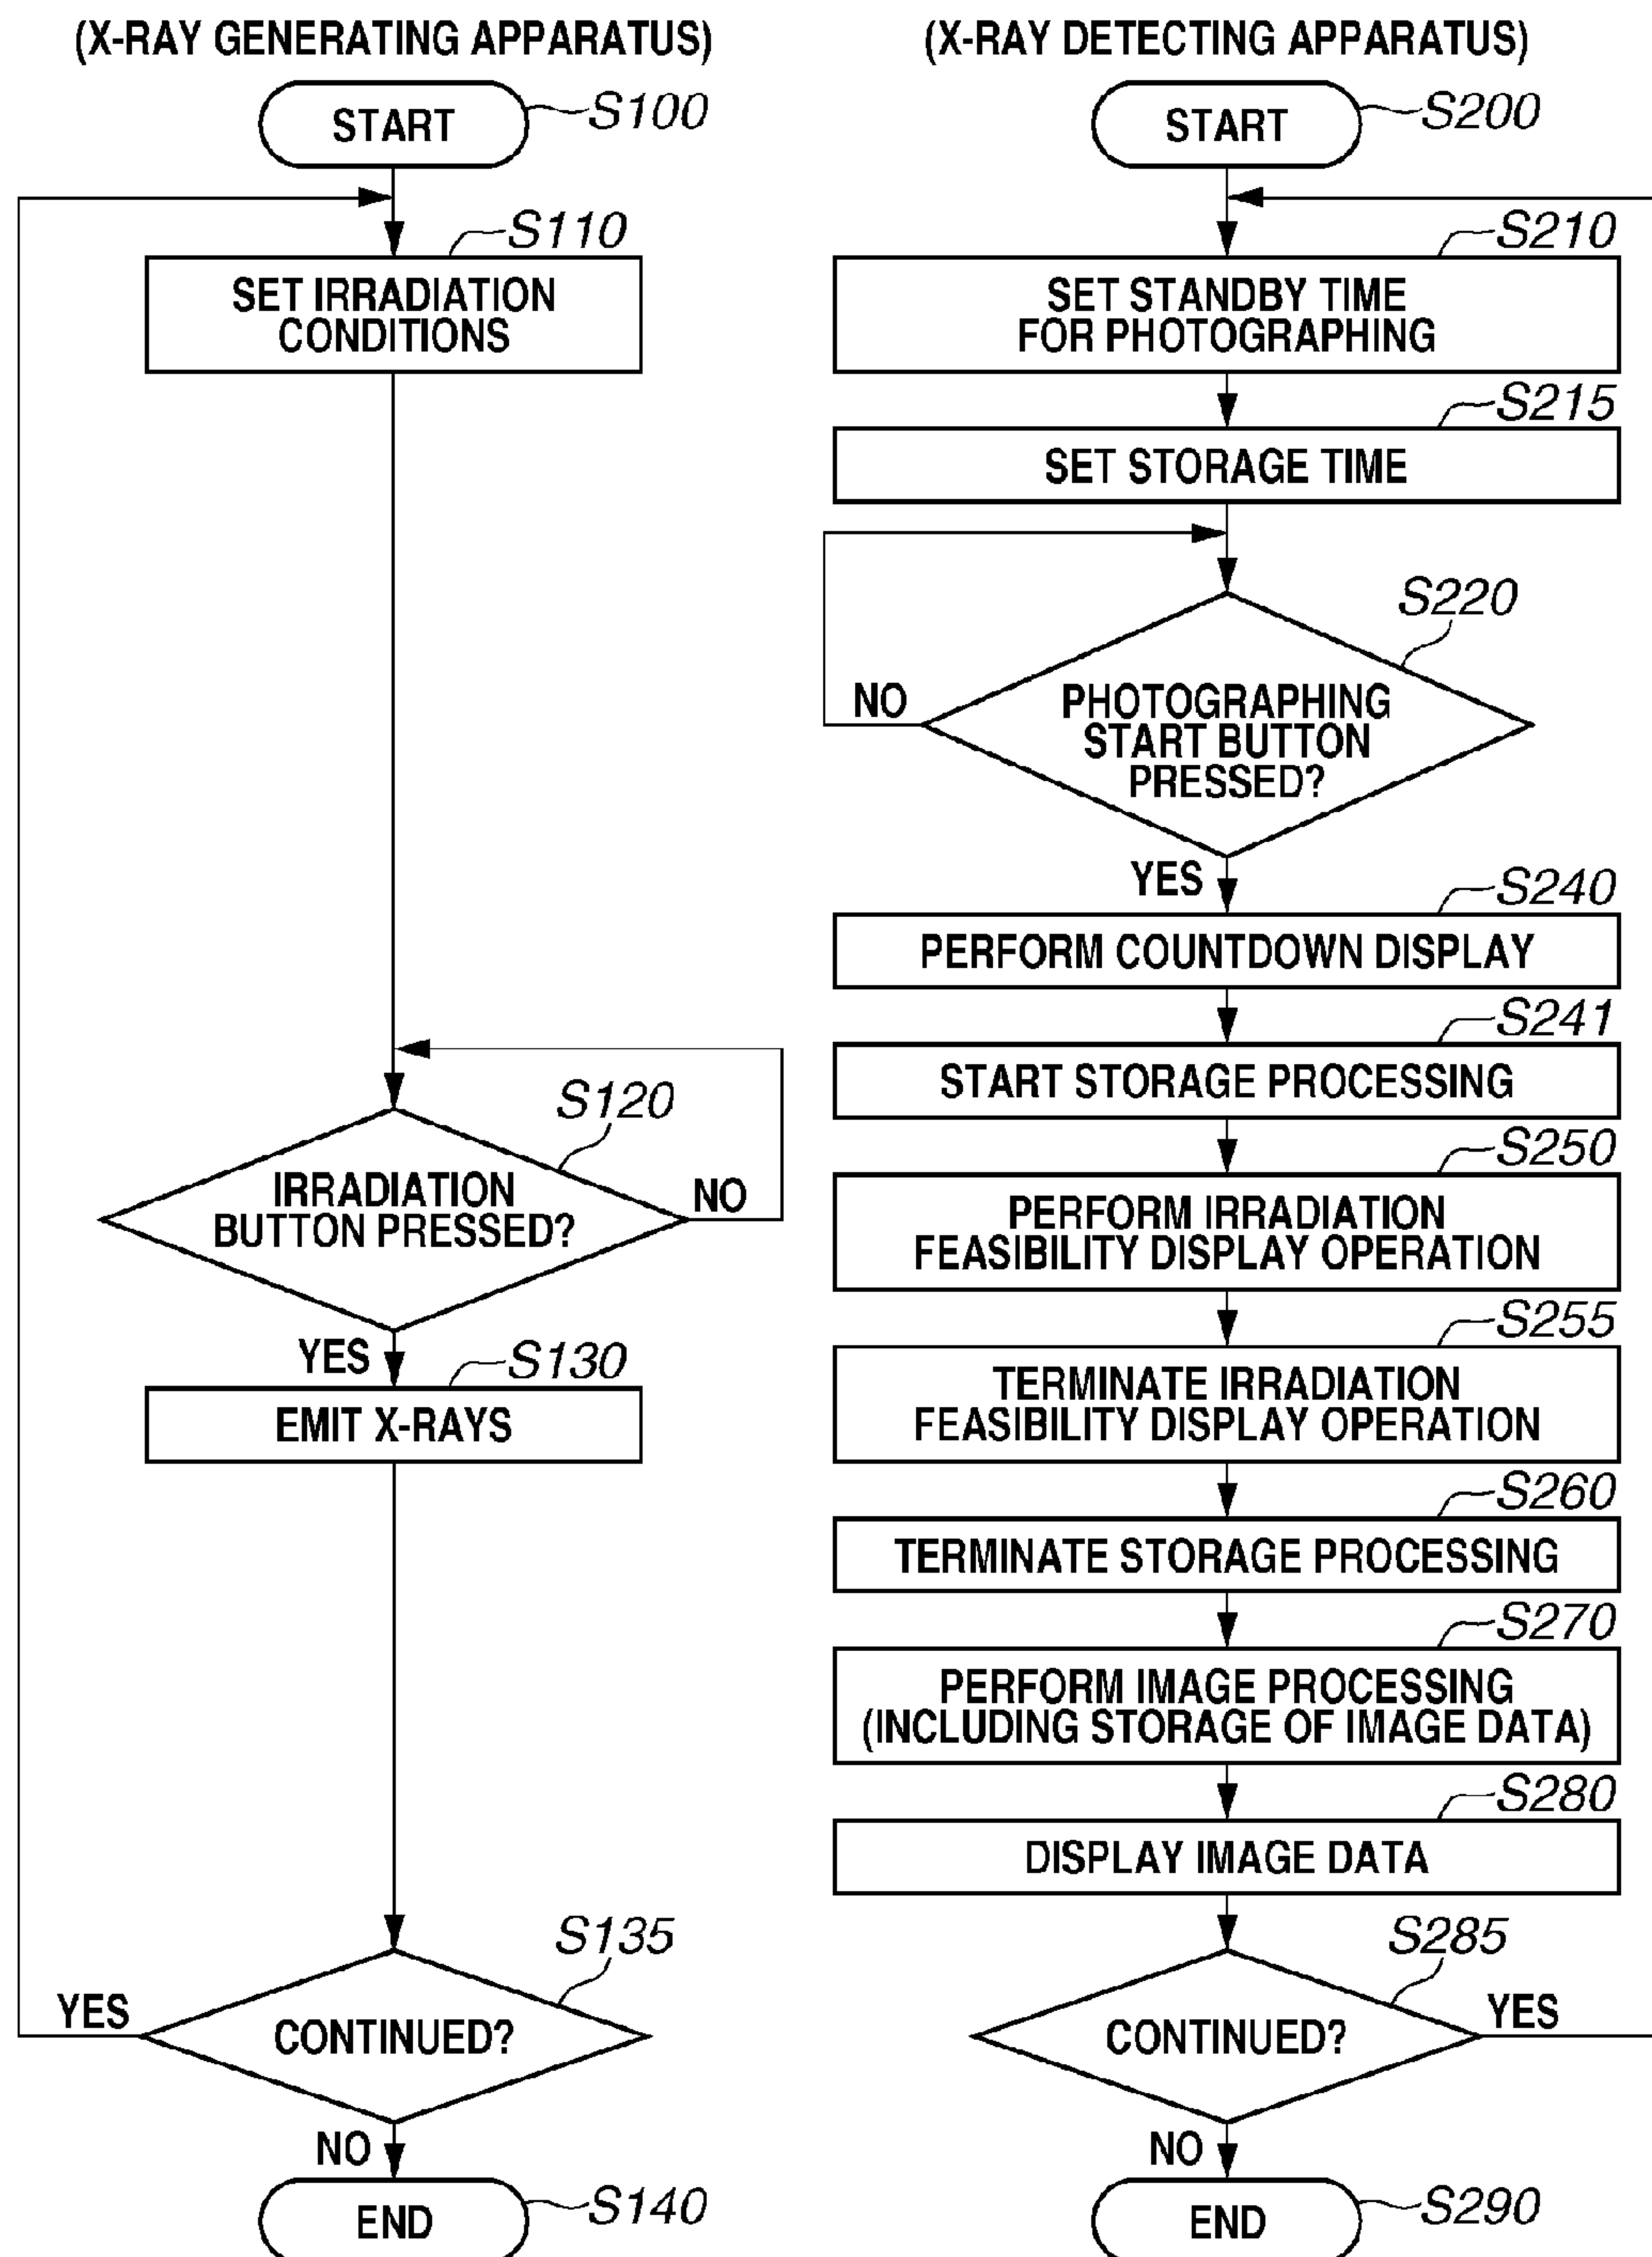 (X-RAY GENERATING APPARATUS)
START
S100
S110
SET IRRADIATION
CONDITIONS
S120
IRRADIATION
BUTTON PRESSED?
NO
YES
S130
EMIT X-RAYS
S135
YES
CONTINUED?
NO
END
S140
(X-RAY DETECTING APPARATUS)
START
S200
S210
SET STANDBY TIME
FOR PHOTOGRAPHING
S215
SET STORAGE TIME
S220
NO
PHOTOGRAPHING
START BUTTON
PRESSED?
YES
S240
PERFORM COUNTDOWN DISPLAY
S241
START STORAGE PROCESSING
S250
PERFORM IRRADIATION
FEASIBILITY DISPLAY OPERATION
S255
TERMINATE IRRADIATION
FEASIBILITY DISPLAY OPERATION
S260
TERMINATE STORAGE PROCESSING
S270
PERFORM IMAGE PROCESSING
(INCLUDING STORAGE OF IMAGE DATA)
S280
DISPLAY IMAGE DATA
S285
CONTINUED?
YES
NO
END
S290